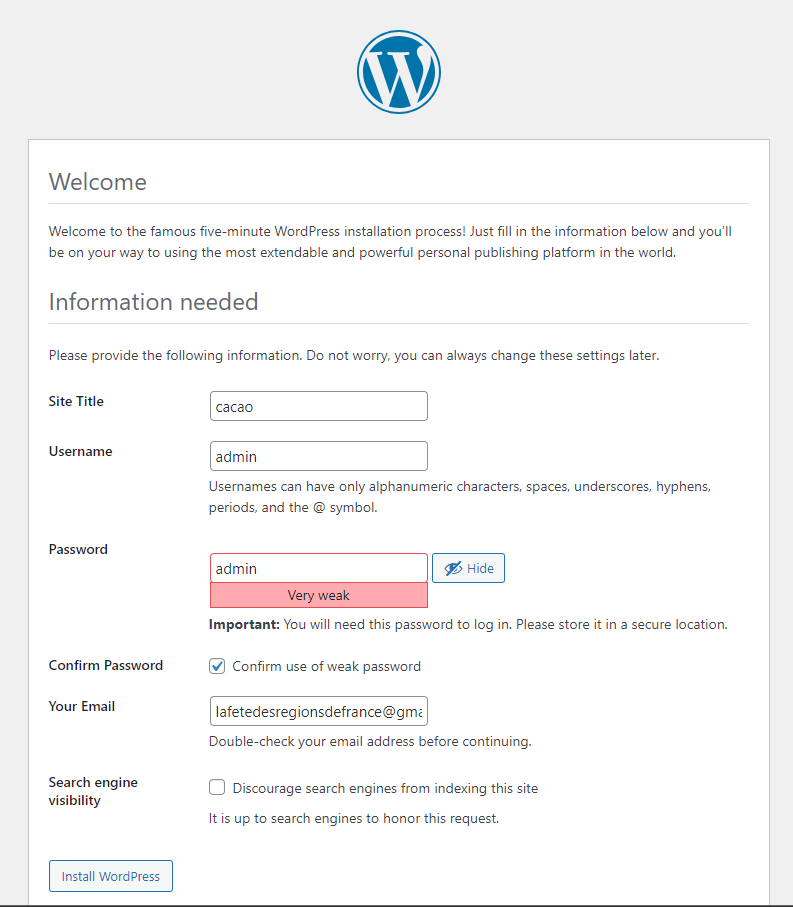 Welcome
Welcome to the famous five-minute WordPress installation process! Just fill in the information below and you'll
be on your way to using the most extendable and powerful personal publishing platform in the world.
Information needed
Please provide the following information. Do not worry, you can always change these settings later.
Site Title
cacao
Username
admin
Usernames can have only alphanumeric characters, spaces, underscores, hyphens,
periods, and the @ symbol.
Password
admin
Hide
Very weak
Important: You will need this password to log in. Please store it in a secure location.
Confirm Password
Confirm use of weak password
Your Email
lafetedesregionsdefrance@gma
Double-check your email address before continuing.
Search engine
visibility
Discourage search engines from indexing this site
It is up to search engines to honor this request.
Install WordPress